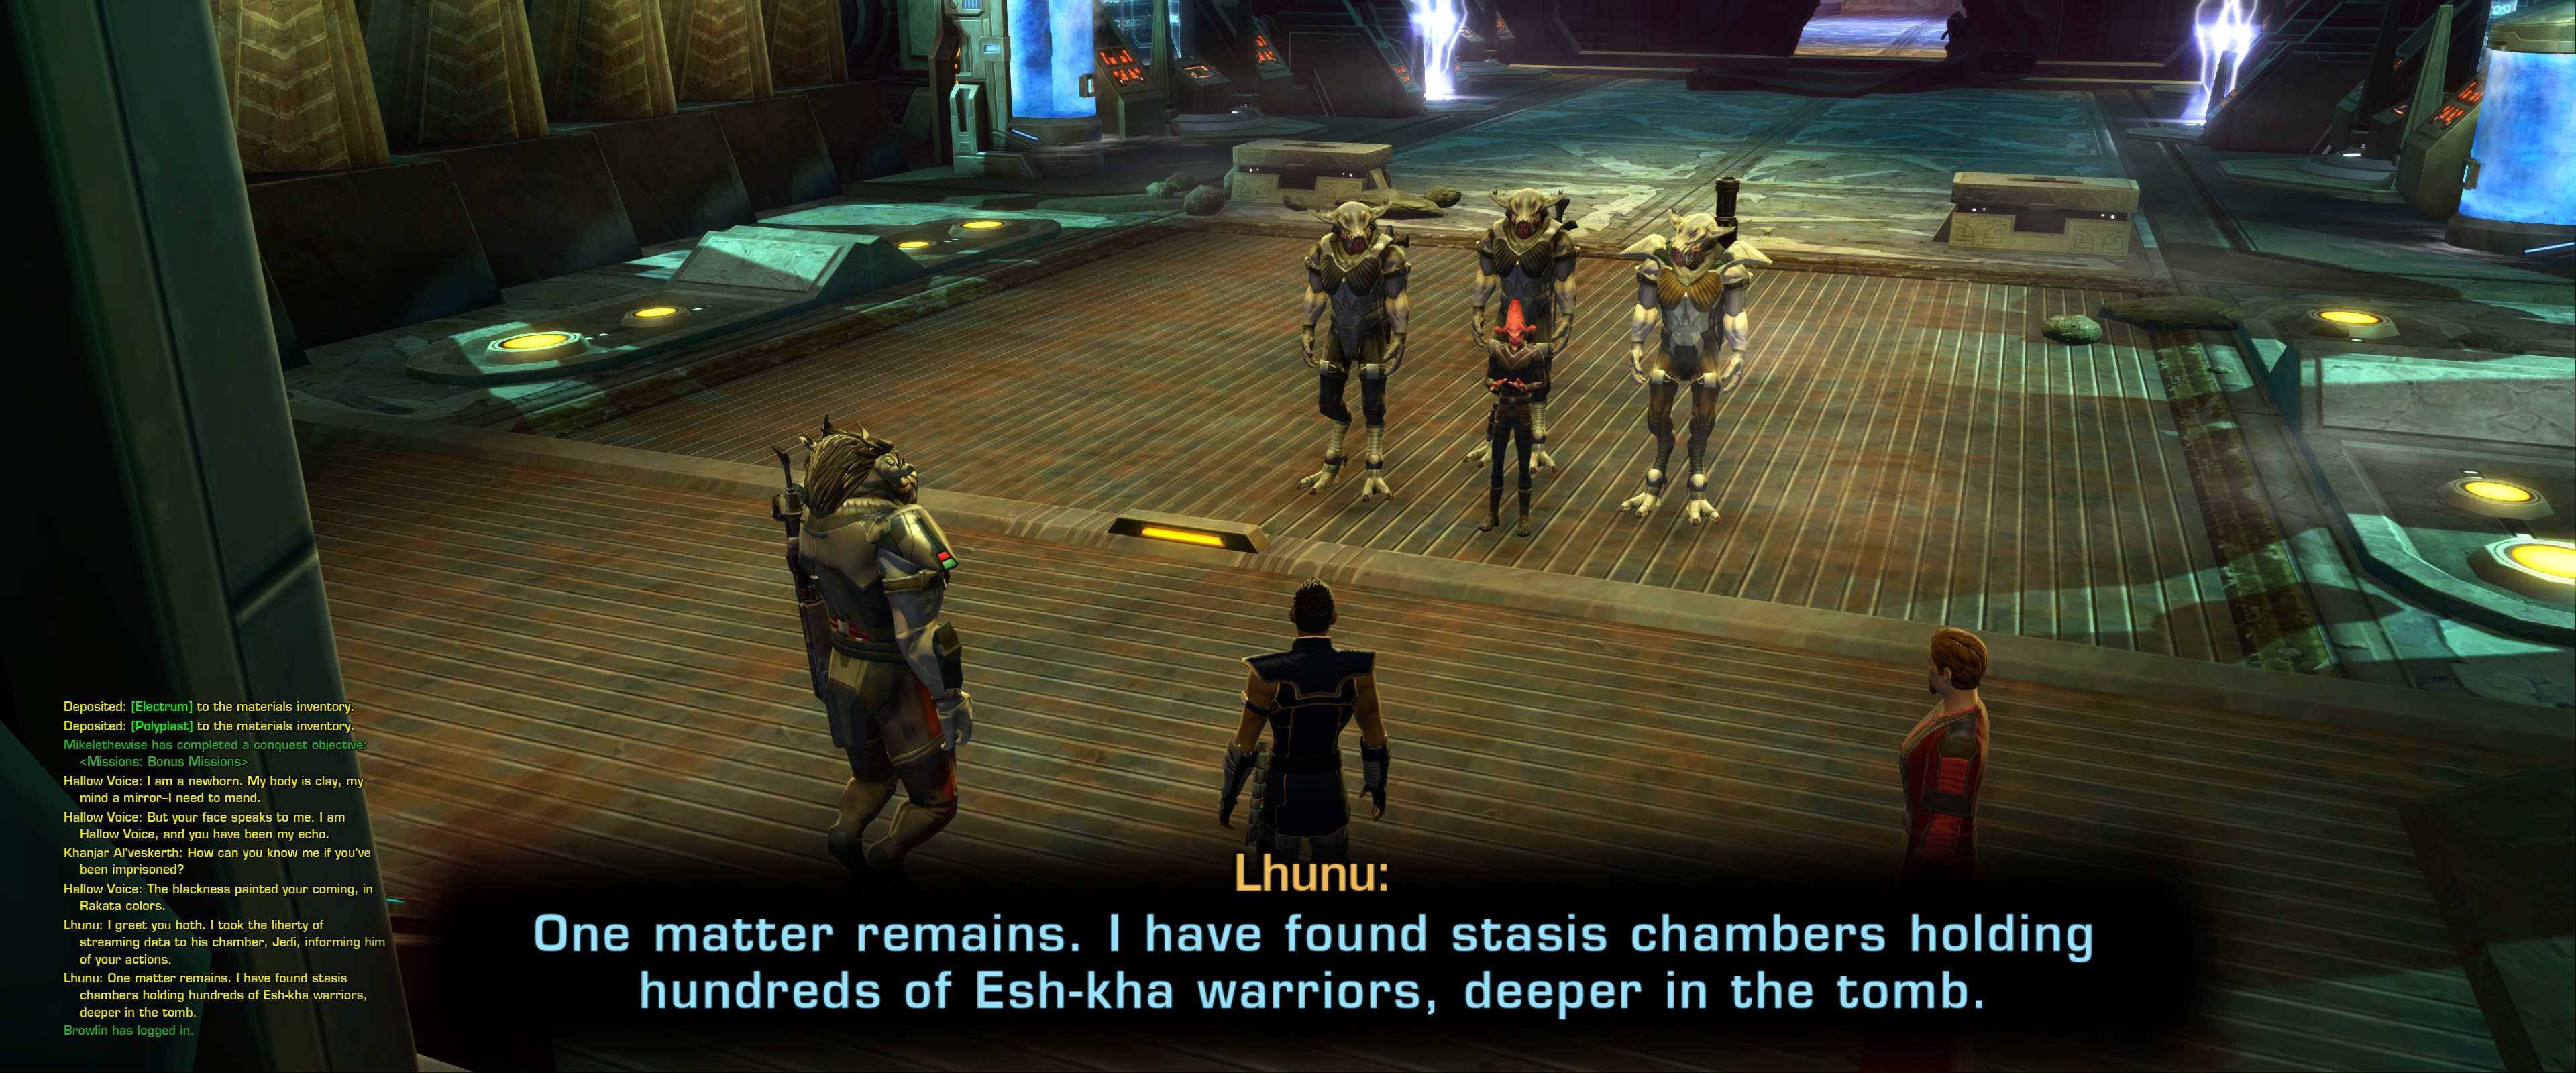 Deposited: [Electrum] to the materials inventory.
Deposited: [Polyplast] to the materials inventory.
Mikelethewise has completed a conquest objective:
<Missions: Bonus Missions>
Hallow Voice: I am a newborn. My body is clay, my
mind a mirror–I need to mend.
Hallow Voice: But your face speaks to me. I am
Hallow Voice, and you have been my echo.
Khanjar Al'veskerth: How can you know me if you've
been imprisoned?
Hallow Voice: The blackness painted your coming, in
Rakata colors.
Lhunu: I greet you both. I took the liberty of
streaming data to his chamber, Jedi, informing him
of your actions.
Lhunu: One matter remains. I have found stasis
chambers holding hundreds of Esh-kha warriors,
deeper in the tomb.
Browlin has logged in.
Lhunu:
One matter remains. I have found stasis chambers holding
hundreds of Esh-kha warriors, deeper in the tomb.